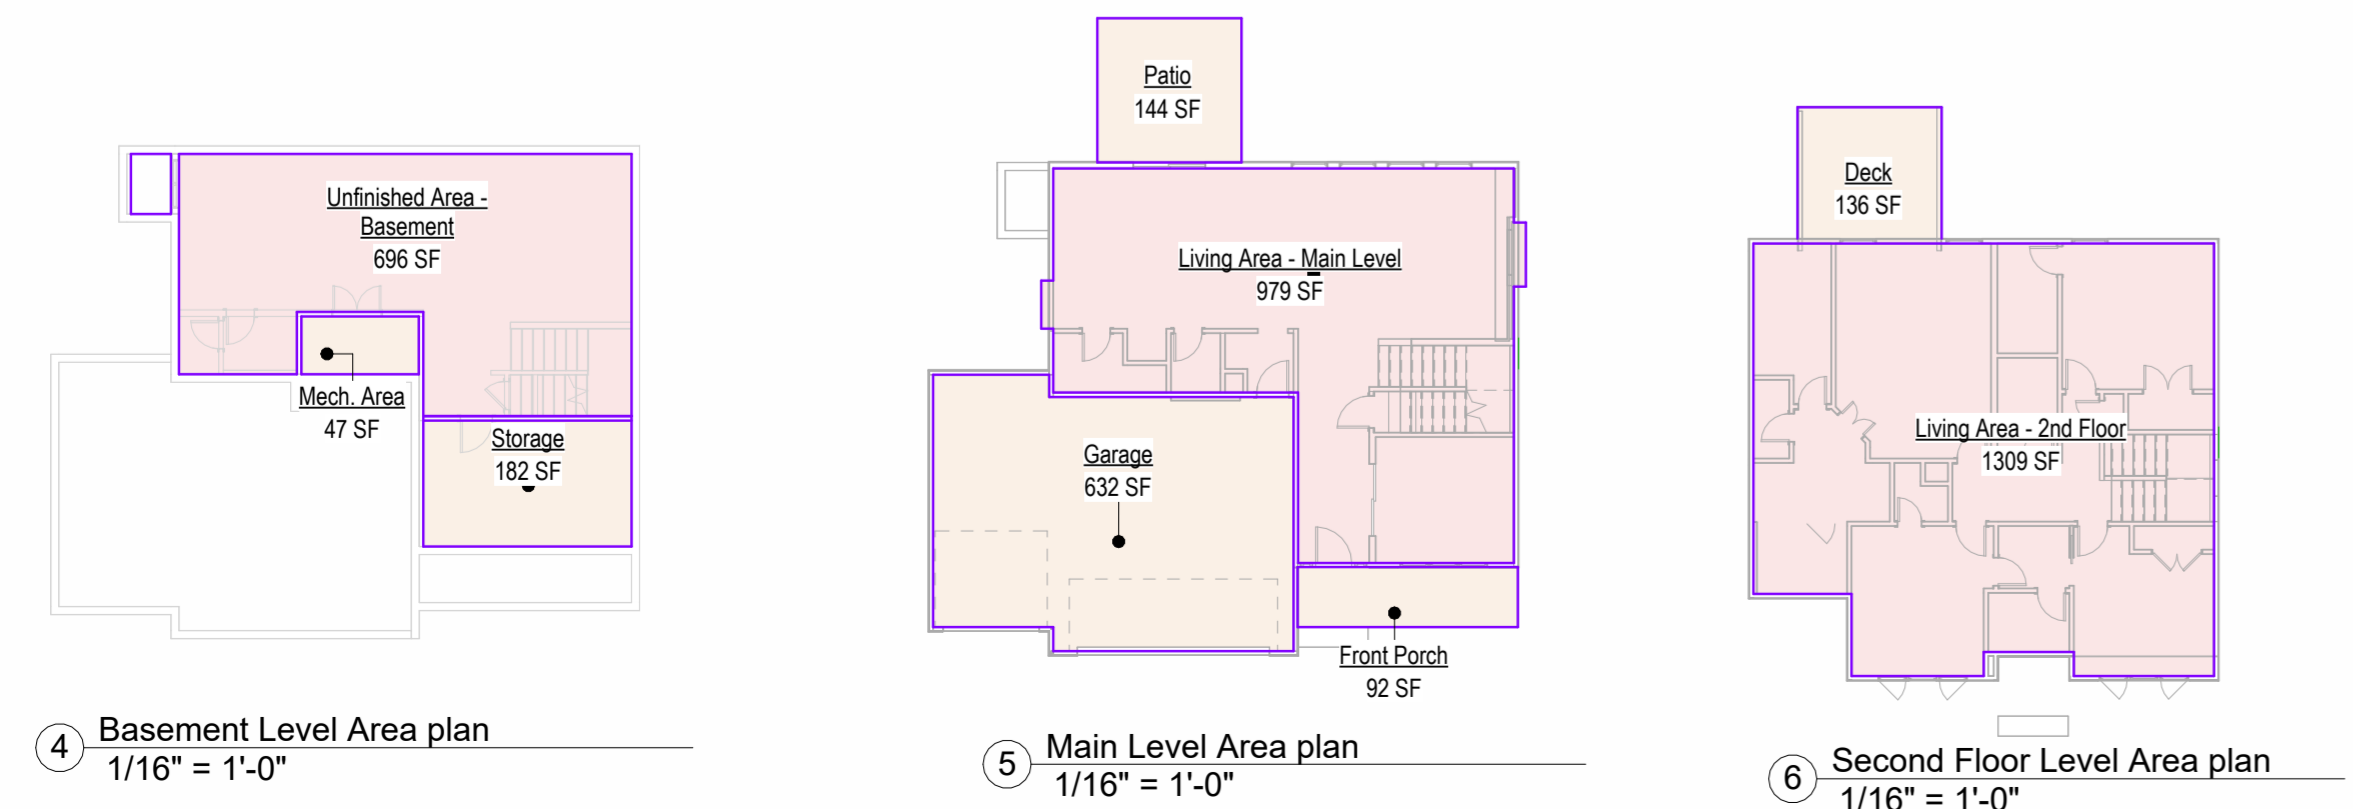 Unfinished Area -
Basement
696 SF
Mech. Area
47 SF
Storage
182 SF
4
Basement Level Area plan
1/16" = 1'-0"
Patio
144 SF
Living Area - Main Level
979 SF
Garage
632 SF
Front Porch
92 SF
5
Main Level Area plan
1/16" = 1'-0"
Deck
136 SF
Living Area - 2nd Floor
1309 SF
6
Second Floor Level Area plan
1/16" = 1'-0"